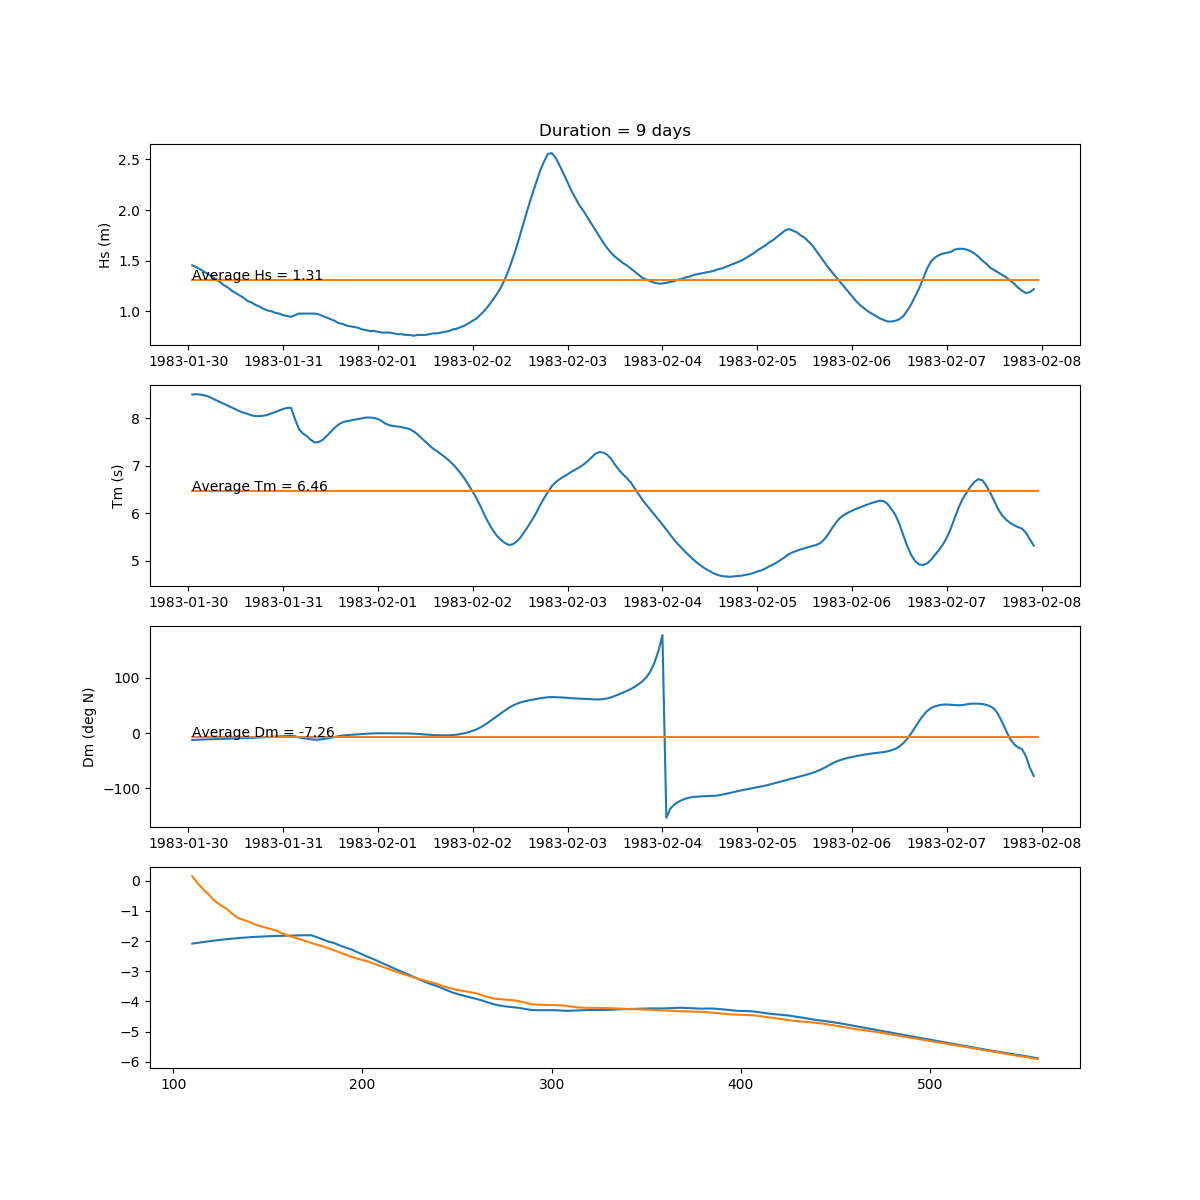 Duration = 9 days
Hs (m)
2.5
2.0
1.5
1.0
Average Hs = 1.31
1983-01-30 1983-01-31 1983-02-01 1983-02-02 1983-02-03 1983-02-04 1983-02-05 1983-02-06 1983-02-07 1983-02-08
Tm (s)
8
7
6
5
Average Tm = 6.46
1983-01-30 1983-01-31 1983-02-01 1983-02-02 1983-02-03 1983-02-04 1983-02-05 1983-02-06 1983-02-07 1983-02-08
Dm (deg N)
100
0
−100
Average Dm = -7.26
1983-01-30 1983-01-31 1983-02-01 1983-02-02 1983-02-03 1983-02-04 1983-02-05 1983-02-06 1983-02-07 1983-02-08
0
−1
−2
−3
−4
−5
−6
100 200 300 400 500